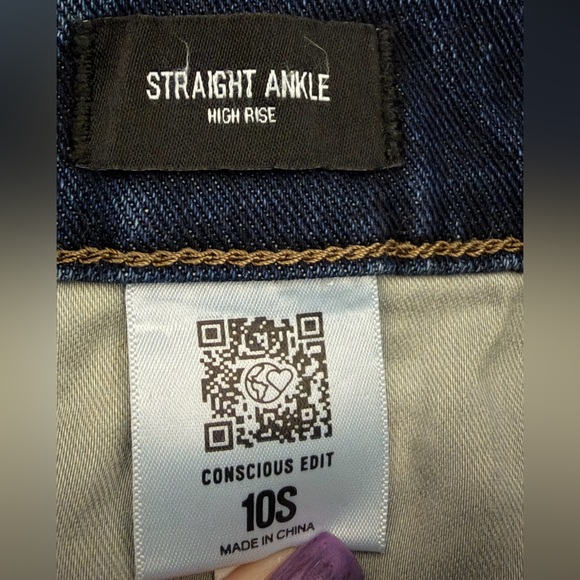 STRAIGHT ANKLE
HIGH RISE
CONSCIOUS EDIT
10S
MADE IN CHINA